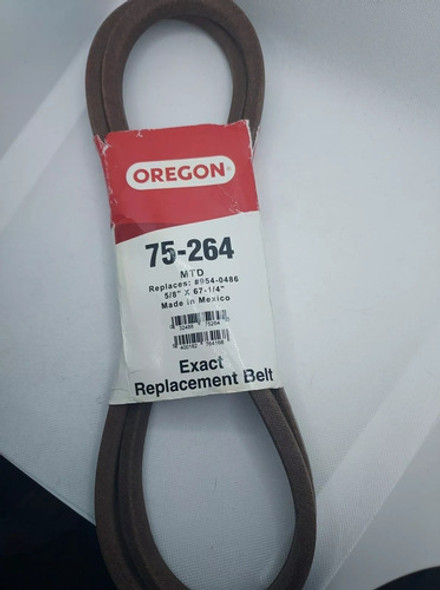 OREGON
75-264
MTD
Replaces: #954-0486
5/8" X 67-1/4"
Made in Mexico
Exact
Replacement Belt